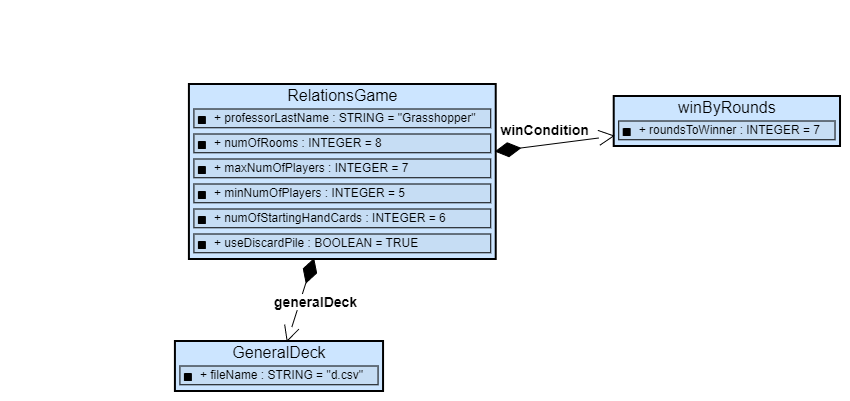 RelationsGame
+ professorLastName : STRING = "Grasshopper"
+ numOfRooms : INTEGER = 8
+ maxNumOfPlayers : INTEGER = 7
+ minNumOfPlayers : INTEGER = 5
+ numOfStartingHandCards : INTEGER = 6
+ useDiscardPile : BOOLEAN = TRUE
winCondition
winByRounds
+ roundsToWinner : INTEGER = 7
generalDeck
GeneralDeck
+ fileName : STRING = "d.csv"